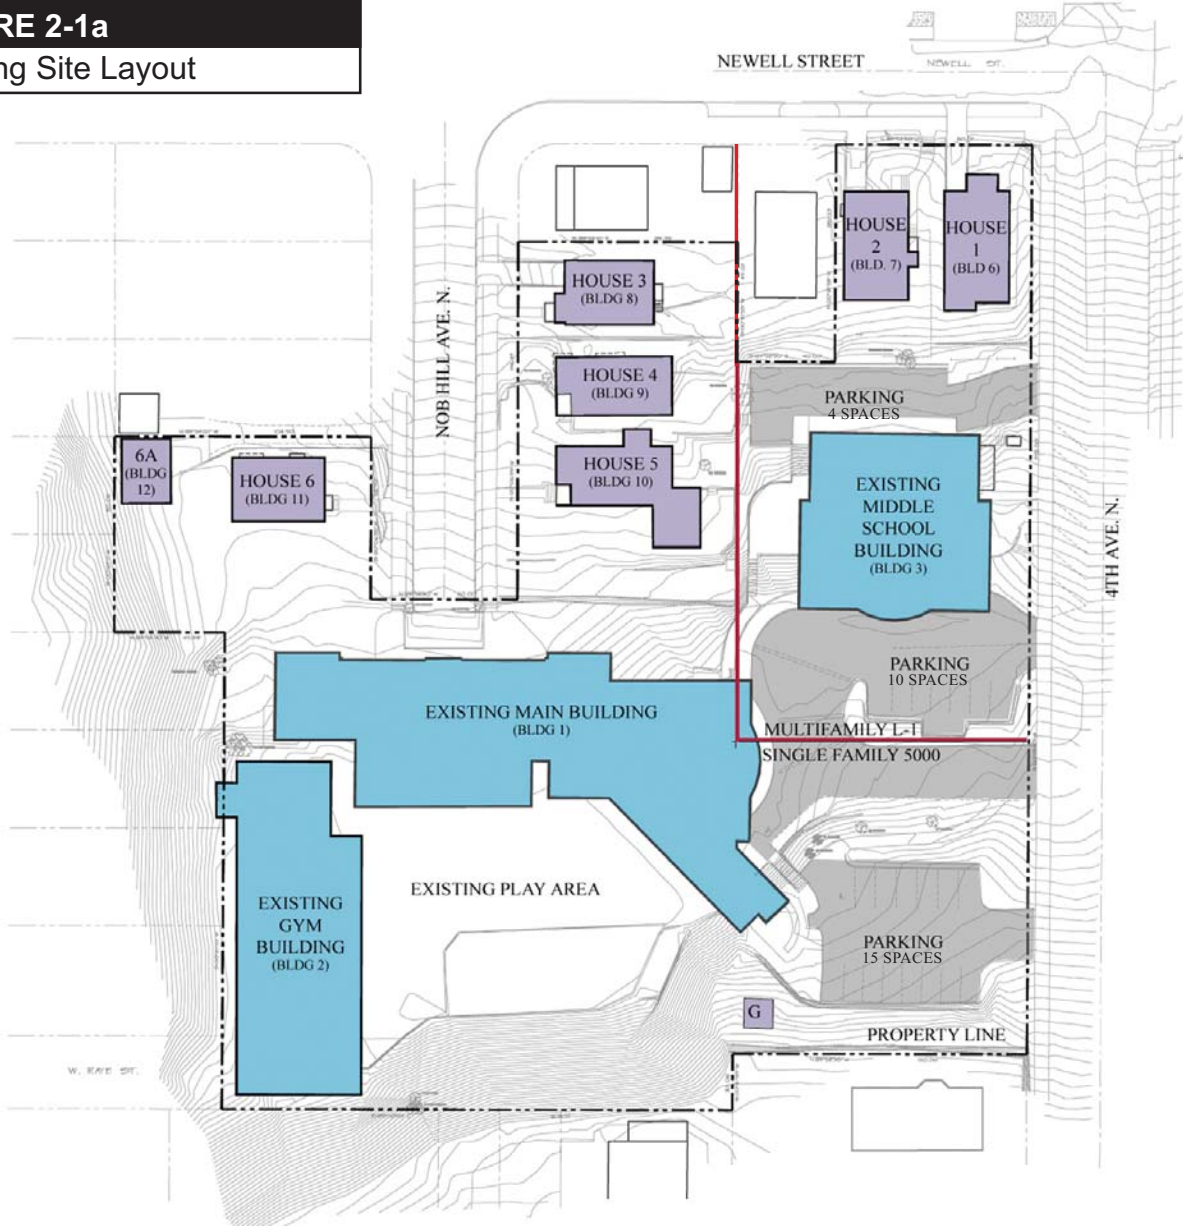 RE 2-1a
ng Site Layout
NEWELL STREET
NEWELL ST.
HOUSE
2
(BLD. 7)
HOUSE
1
(BLD 6)
HOUSE 3
(BLDG 8)
NOB HILL AVE. N.
HOUSE 4
(BLDG 9)
PARKING
4 SPACES
6A
(BLDG
12)
HOUSE 6
(BLDG 11)
HOUSE 5
(BLDG 10)
EXISTING
MIDDLE
SCHOOL
BUILDING
(BLDG 3)
4TH AVE. N.
PARKING
10 SPACES
EXISTING MAIN BUILDING
(BLDG 1)
MULTIFAMILY L-1
SINGLE FAMILY 5000
EXISTING PLAY AREA
EXISTING
GYM
BUILDING
(BLDG 2)
PARKING
15 SPACES
G
PROPERTY LINE
W. RAYE ST.